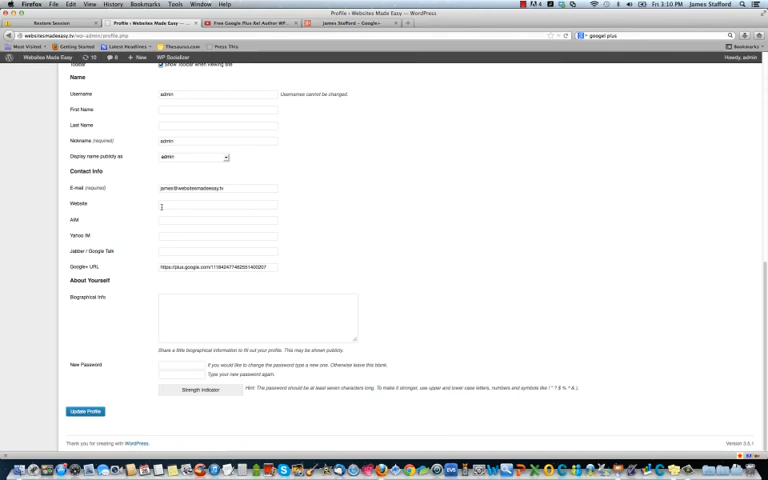 Firefox File Edit View History Bookmarks Tools Window Help Fri 3:10 PM James Stafford
Profile ‹ Websites Made Easy — WordPress
Restore Session Profile ‹ Websites Made Easy ... Free Google Plus Rel Author WP... James Stafford - Google+
websitesmadeeasy.tv/wp-admin/profile.php googel plus
Most Visited Getting Started Latest Headlines Thesaurus.com Press This Bookmarks
Websites Made Easy 10 8 + New WP Socializer Howdy, admin
Toolbar Show Toolbar when viewing site
Name
Username admin Usernames cannot be changed.
First Name
Last Name
Nickname (required) admin
Display name publicly as admin
Contact Info
E-mail (required) james@websitesmadeeasy.tv
Website
AIM
Yahoo IM
Jabber / Google Talk
Google+ URL
About Yourself
Biographical Info
Share a little biographical information to fill out your profile. This may be shown publicly.
New Password If you would like to change the password type a new one. Otherwise leave this blank.
Type your new password again.
Strength indicator Hint: The password should be at least seven characters long. To make it stronger, use upper and lower case letters, numbers and symbols like ! " ? $ % ^ & ).
Update Profile
Thank you for creating with WordPress. Version 3.5.1